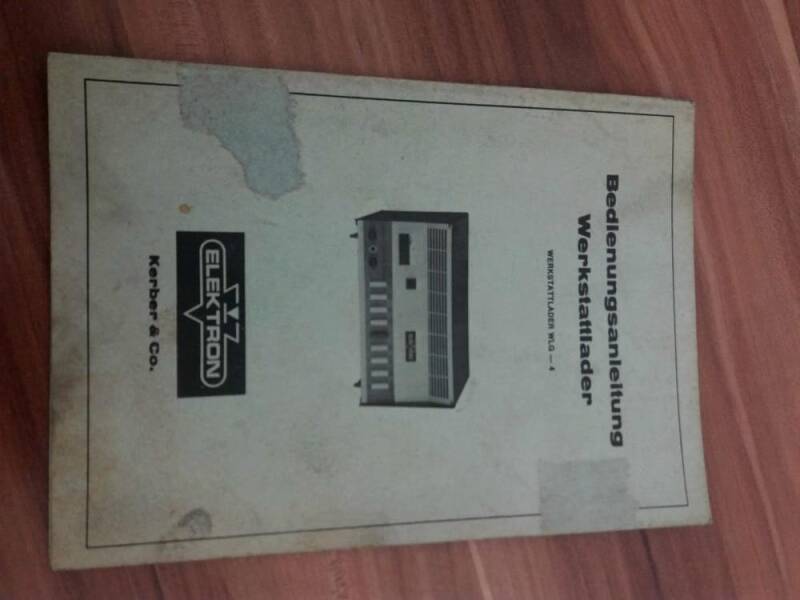 Bedienungsanleitung
Werkstattlader
WERKSTATTLADER WLG — 4
ELEKTRON
Kerber & Co.